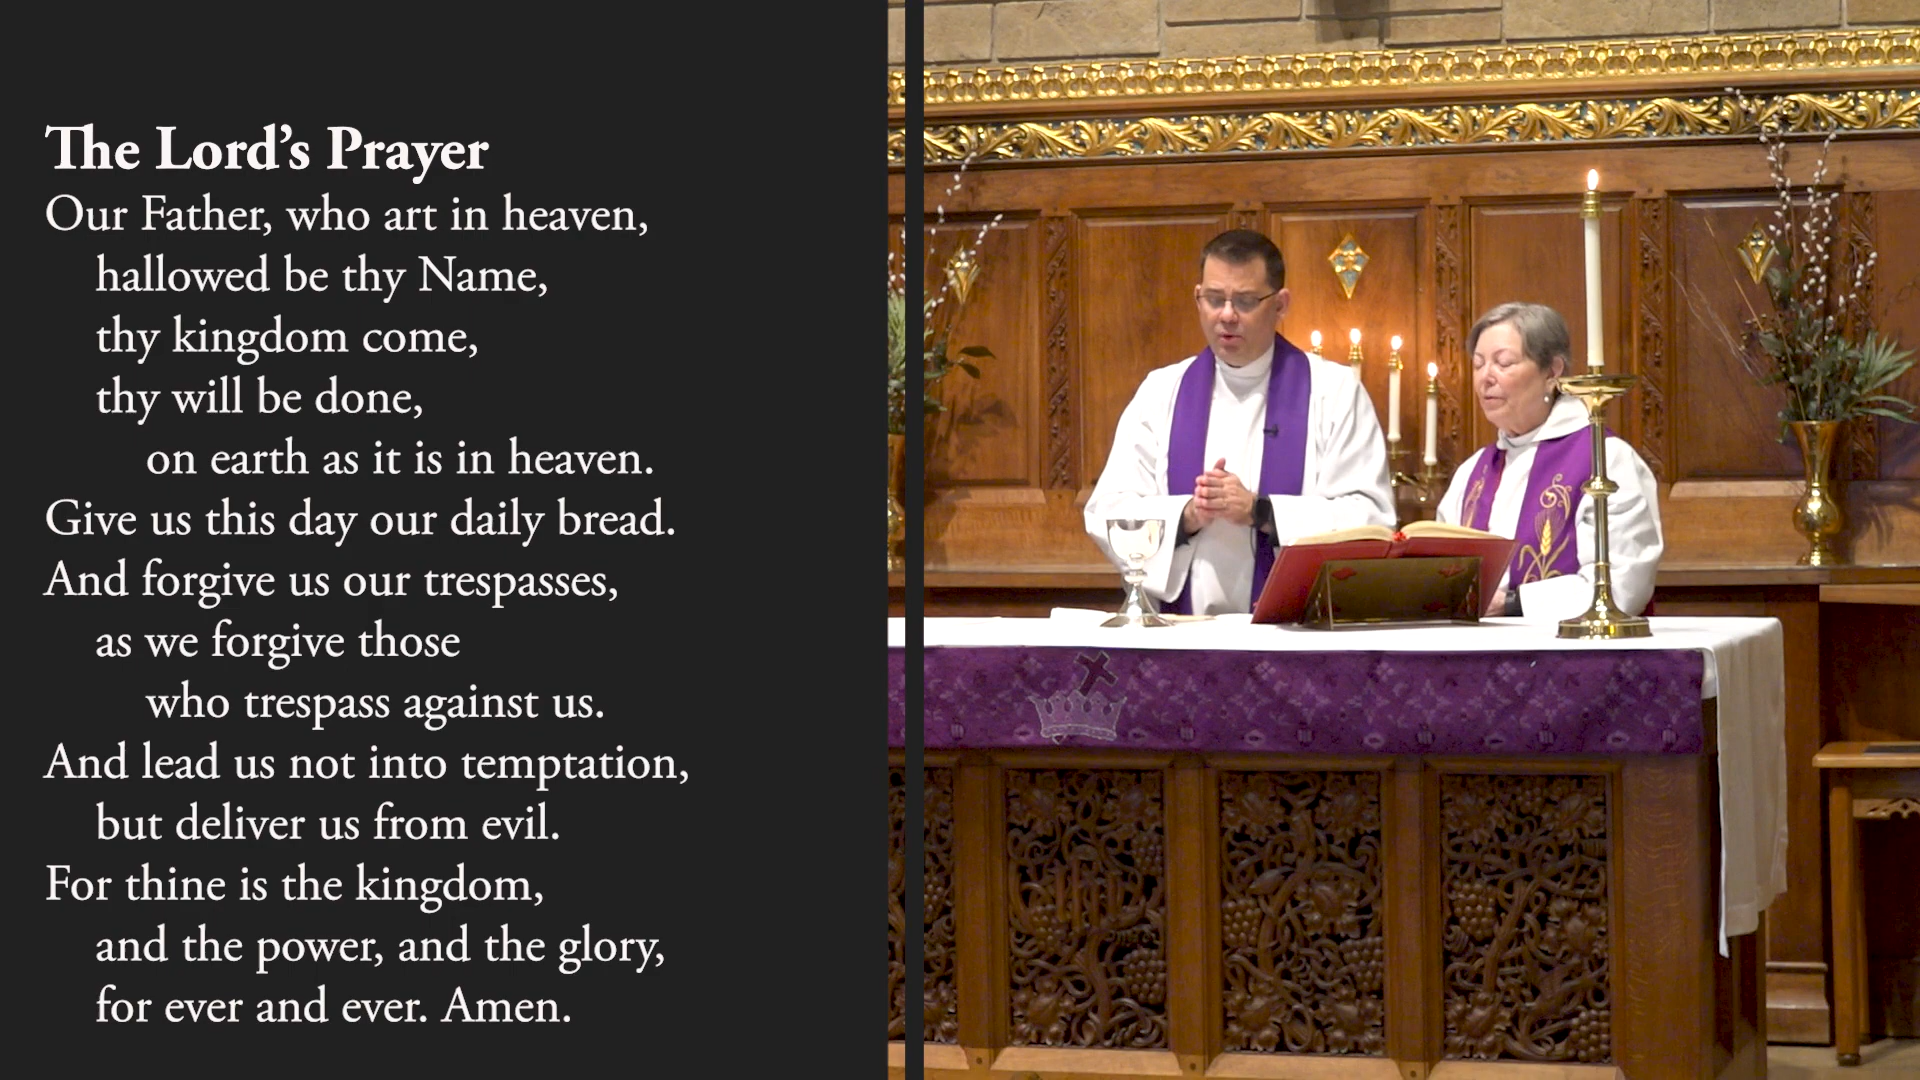 The Lord’s Prayer
Our Father, who art in heaven,
hallowed be thy Name,
thy kingdom come,
thy will be done,
on earth as it is in heaven.
Give us this day our daily bread.
And forgive us our trespasses,
as we forgive those
who trespass against us.
And lead us not into temptation,
but deliver us from evil.
For thine is the kingdom,
and the power, and the glory,
for ever and ever. Amen.